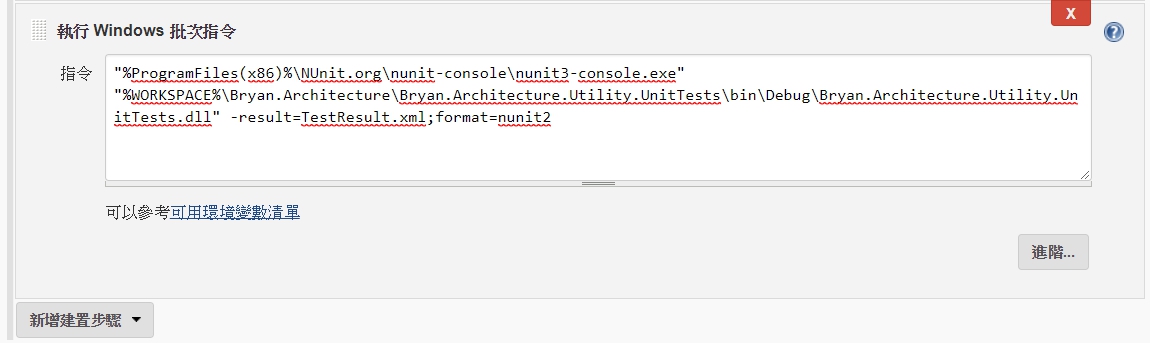 X
執行 Windows 批次指令
指令
"%ProgramFiles(x86)%\NUnit.org\nunit-console\nunit3-console.exe"
"%WORKSPACE%\Bryan.Architecture\Bryan.Architecture.Utility.UnitTests\bin\Debug\Bryan.Architecture.Utility.Un
itTests.dll" -result=TestResult.xml;format=nunit2
可以參考可用環境變數清單
進階...
新增建置步驟